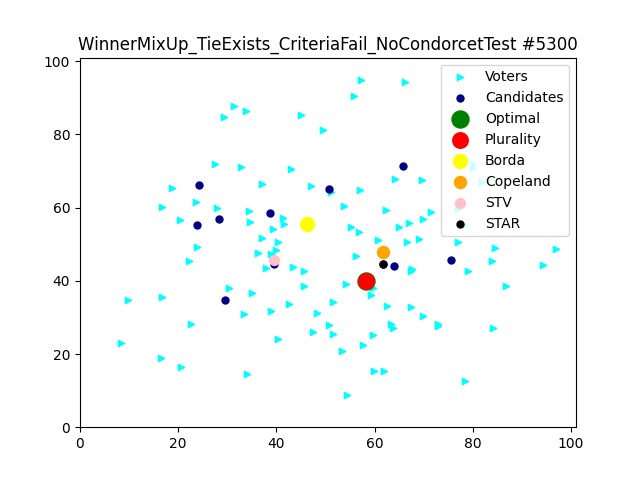 WinnerMixUp_TieExists_CriteriaFail_NoCondorcetTest #5300
100
80
60
40
20
0
0
20
40
60
80
100
Voters
Candidates
Optimal
Plurality
Borda
Copeland
STV
STAR